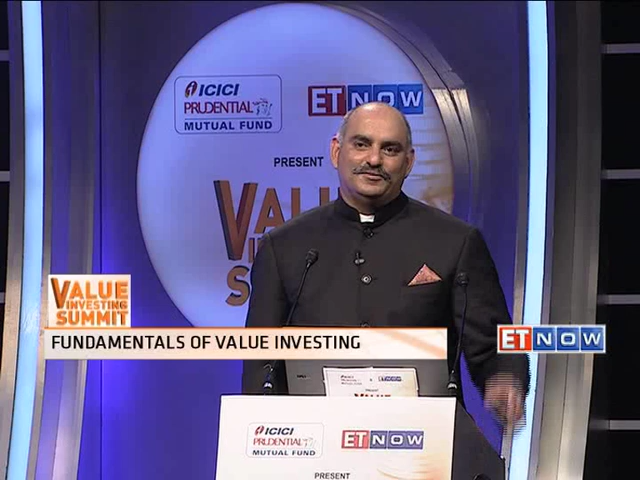 ICICI
PRUDENTIAL
MUTUAL FUND
ET NOW
PRESENT
VALUE
INVESTING
SUMMIT
FUNDAMENTALS OF VALUE INVESTING
ET NOW
ICICI
PRUDENTIAL
MUTUAL FUND
ET NOW
PRESENT